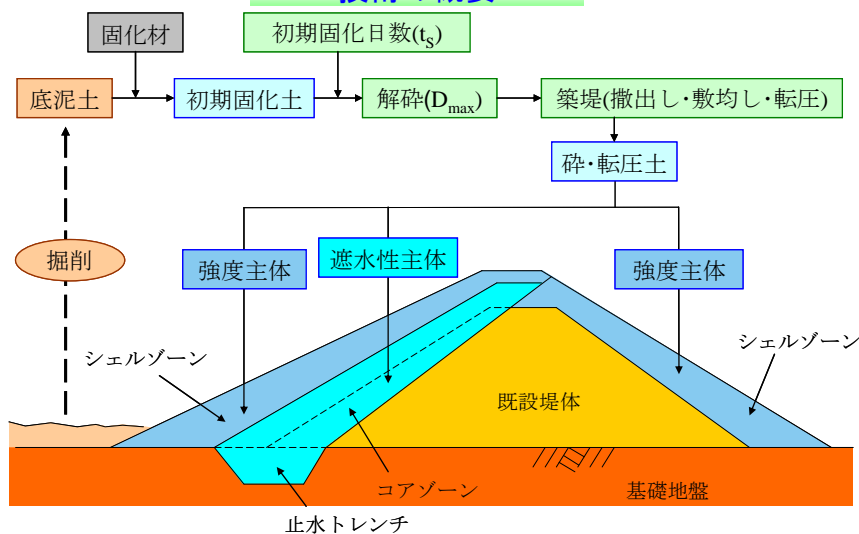 固化材
初期固化日数(tS)
底泥土
初期固化土
解砕(Dmax)
築堤(撒出し・敷均し・転圧)
砕・転圧土
掘削
強度主体
遮水性主体
強度主体
シェルゾーン
シェルゾーン
既設堤体
コアゾーン
基礎地盤
止水トレンチ